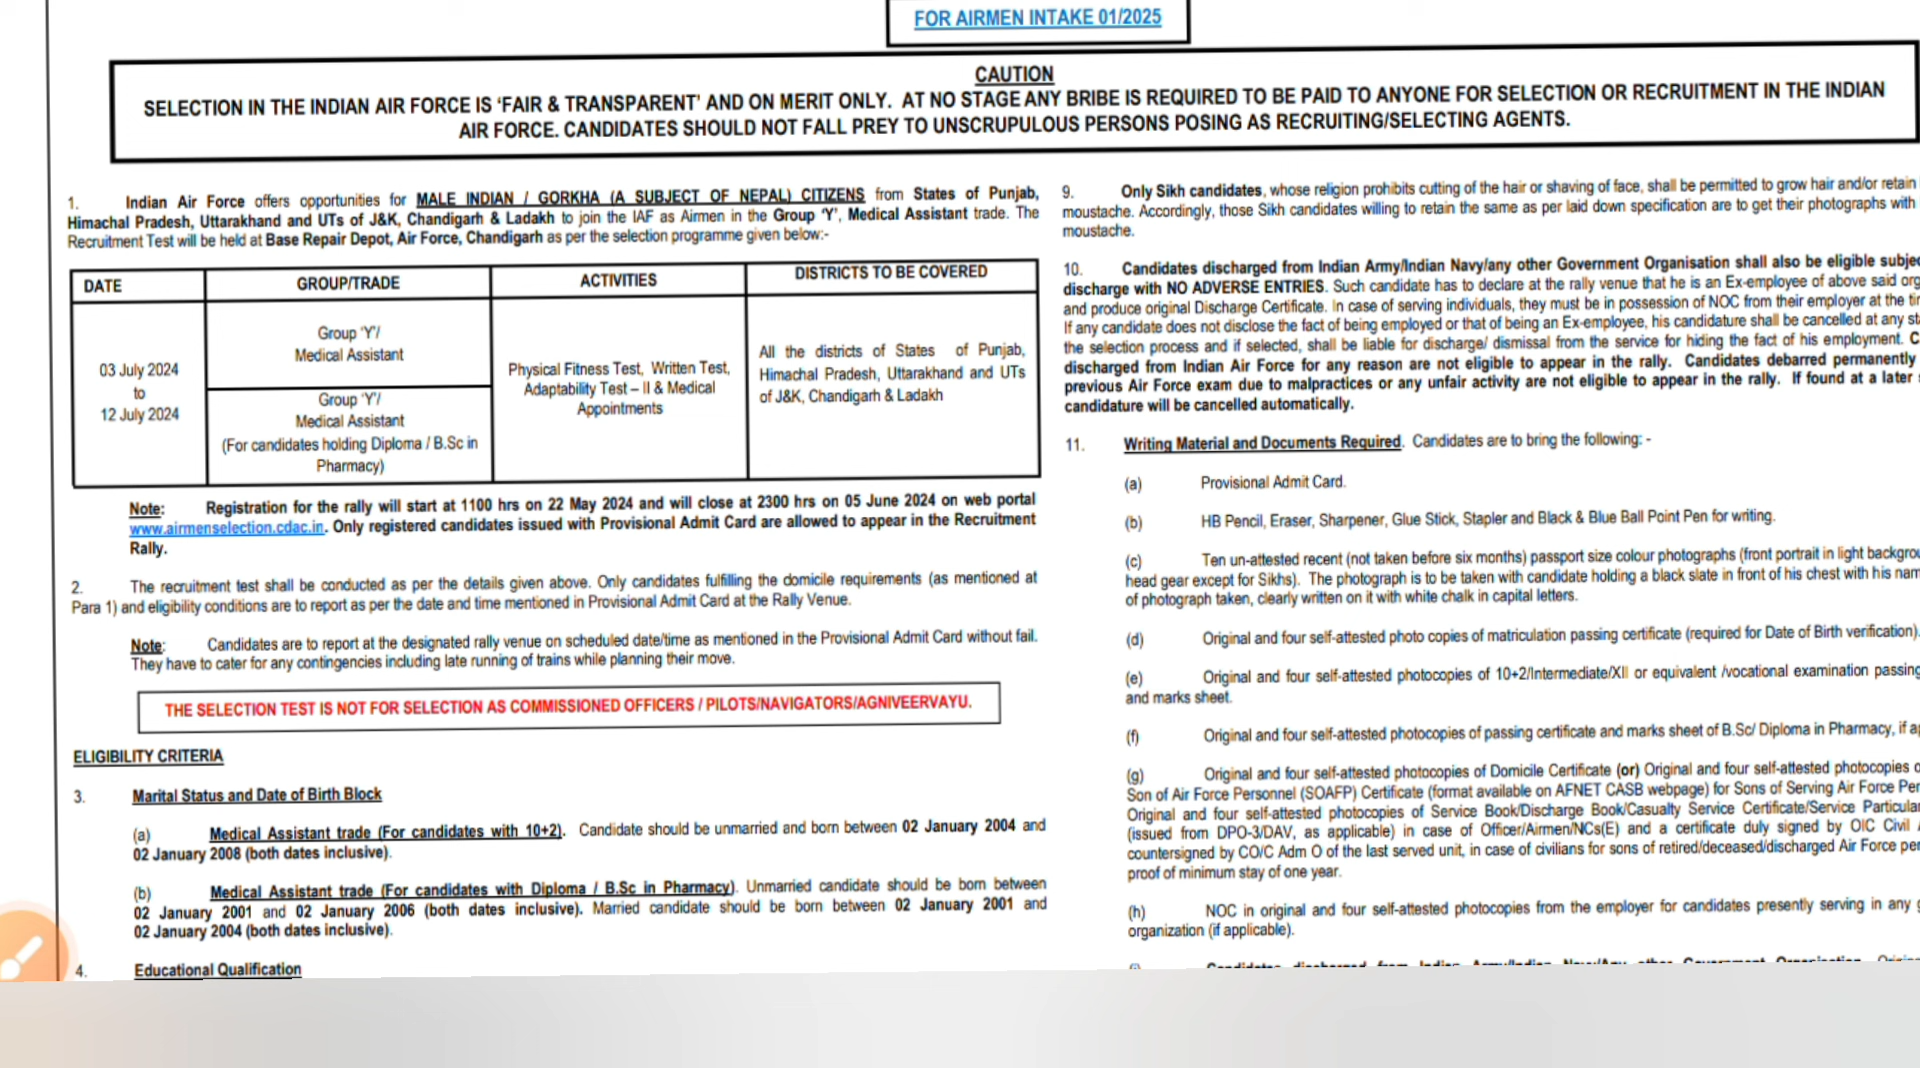 FOR AIRMEN INTAKE 01/2025
CAUTION
SELECTION IN THE INDIAN AIR FORCE IS ‘FAIR & TRANSPARENT’ AND ON MERIT ONLY. AT NO STAGE ANY BRIBE IS REQUIRED TO BE PAID TO ANYONE FOR SELECTION OR RECRUITMENT IN THE INDIAN
AIR FORCE. CANDIDATES SHOULD NOT FALL PREY TO UNSCRUPULOUS PERSONS POSING AS RECRUITING/SELECTING AGENTS.
1. Indian Air Force offers opportunities for MALE INDIAN / GORKHA (A SUBJECT OF NEPAL) CITIZENS from States of Punjab,
Himachal Pradesh, Uttarakhand and UTs of J&K, Chandigarh & Ladakh to join the IAF as Airmen in the Group ‘Y’, Medical Assistant trade. The
Recruitment Test will be held at Base Repair Depot, Air Force, Chandigarh as per the selection programme given below:-
DATE
GROUP/TRADE
ACTIVITIES
DISTRICTS TO BE COVERED
03 July 2024
to
12 July 2024
Group ‘Y’/
Medical Assistant
Group ‘Y’/
Medical Assistant
(For candidates holding Diploma / B.Sc in
Pharmacy)
Physical Fitness Test, Written Test,
Adaptability Test – II & Medical
Appointments
All the districts of States of Punjab,
Himachal Pradesh, Uttarakhand and UTs
of J&K, Chandigarh & Ladakh
Note: Registration for the rally will start at 1100 hrs on 22 May 2024 and will close at 2300 hrs on 05 June 2024 on web portal
www.airmenselection.cdac.in. Only registered candidates issued with Provisional Admit Card are allowed to appear in the Recruitment
Rally.
2. The recruitment test shall be conducted as per the details given above. Only candidates fulfilling the domicile requirements (as mentioned at
Para 1) and eligibility conditions are to report as per the date and time mentioned in Provisional Admit Card at the Rally Venue.
Note: Candidates are to report at the designated rally venue on scheduled date/time as mentioned in the Provisional Admit Card without fail.
They have to cater for any contingencies including late running of trains while planning their move.
THE SELECTION TEST IS NOT FOR SELECTION AS COMMISSIONED OFFICERS / PILOTS/NAVIGATORS/AGNIVEERVAYU.
ELIGIBILITY CRITERIA
3. Marital Status and Date of Birth Block
(a) Medical Assistant trade (For candidates with 10+2). Candidate should be unmarried and born between 02 January 2004 and
02 January 2008 (both dates inclusive).
(b) Medical Assistant trade (For candidates with Diploma / B.Sc in Pharmacy). Unmarried candidate should be born between
02 January 2001 and 02 January 2006 (both dates inclusive). Married candidate should be born between 02 January 2001 and
02 January 2004 (both dates inclusive).
4. Educational Qualification
9. Only Sikh candidates, whose religion prohibits cutting of the hair or shaving of face, shall be permitted to grow hair and/or retain
moustache. Accordingly, those Sikh candidates willing to retain the same as per laid down specification are to get their photographs with
moustache.
10. Candidates discharged from Indian Army/Indian Navy/any other Government Organisation shall also be eligible
discharge with NO ADVERSE ENTRIES. Such candidate has to declare at the rally venue that he is an Ex-employee of above said
and produce original Discharge Certificate. In case of serving individuals, they must be in possession of NOC from their employer at the
If any candidate does not disclose the fact of being employed or that of being an Ex-employee, his candidature shall be cancelled at any
the selection process and if selected, shall be liable for discharge/ dismissal from the service for hiding the fact of his employment.
discharged from Indian Air Force for any reason are not eligible to appear in the rally. Candidates debarred permanently
previous Air Force exam due to malpractices or any unfair activity are not eligible to appear in the rally. If found at a later
candidature will be cancelled automatically.
11. Writing Material and Documents Required. Candidates are to bring the following: -
(a) Provisional Admit Card.
(b) HB Pencil, Eraser, Sharpener, Glue Stick, Stapler and Black & Blue Ball Point Pen for writing.
(c) Ten un-attested recent (not taken before six months) passport size colour photographs (front portrait in light
head gear except for Sikhs). The photograph is to be taken with candidate holding a black slate in front of his chest with his
of photograph taken, clearly written on it with white chalk in capital letters.
(d) Original and four self-attested photo copies of matriculation passing certificate (required for Date of Birth verification).
(e) Original and four self-attested photocopies of 10+2/Intermediate/XII or equivalent /vocational examination passing
and marks sheet.
(f) Original and four self-attested photocopies of passing certificate and marks sheet of B.Sc/ Diploma in Pharmacy, if
(g) Original and four self-attested photocopies of Domicile Certificate (or) Original and four self-attested photocopies
Son of Air Force Personnel (SOAFP) Certificate (format available on AFNET CASB webpage) for Sons of Serving Air Force
Original and four self-attested photocopies of Service Book/Discharge Book/Casualty Service Certificate/Service
(issued from DPO-3/DAV, as applicable) in case of Officer/Airmen/NCs(E) and a certificate duly signed by OIC Civil
countersigned by CO/C Adm O of the last served unit, in case of civilians for sons of retired/deceased/discharged Air Force
proof of minimum stay of one year.
(h) NOC in original and four self-attested photocopies from the employer for candidates presently serving in any
organization (if applicable).